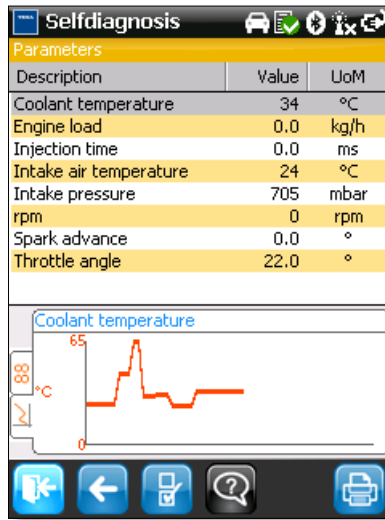 TEXA Selfdiagnosis
Parameters
Description Value UoM
Coolant temperature 34 °C
Engine load 0.0 kg/h
Injection time 0.0 ms
Intake air temperature 24 °C
Intake pressure 705 mbar
rpm 0 rpm
Spark advance 0.0 °
Throttle angle 22.0 °
Coolant temperature
65
°C
0